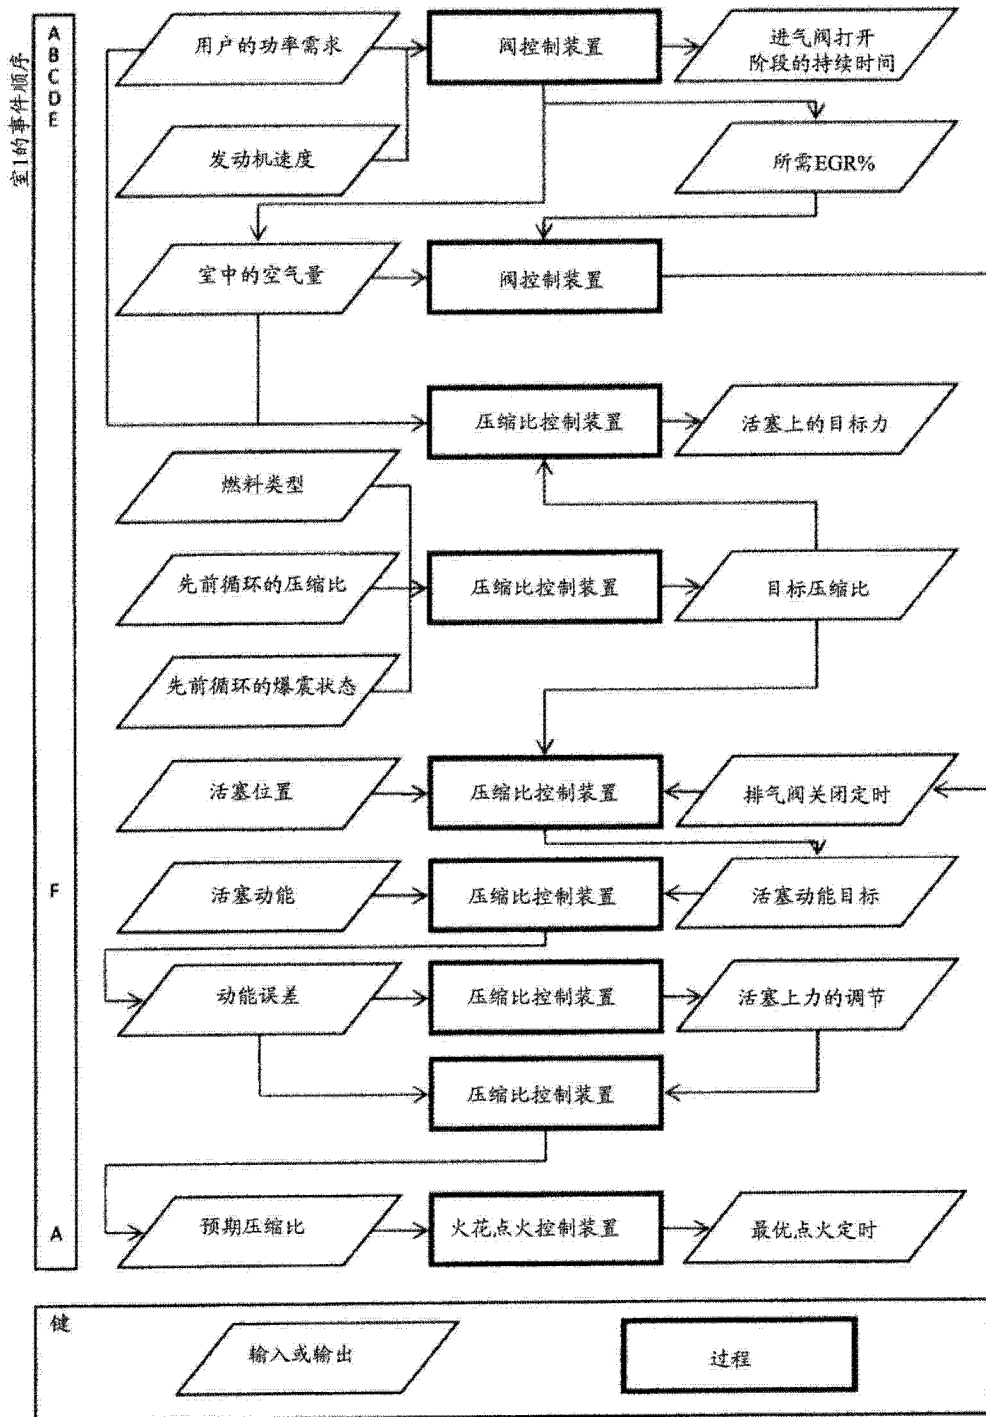 室1的事件顺序
A
B
C
D
E
用户的功率需求
阀控制装置
进气阀打开
阶段的持续时间
发动机速度
所需EGR%
室中的空气量
阀控制装置
压缩比控制装置
活塞上的目标力
燃料类型
先前循环的压缩比
压缩比控制装置
目标压缩比
先前循环的爆震状态
活塞位置
压缩比控制装置
排气阀关闭定时
F
活塞动能
压缩比控制装置
活塞动能目标
动能误差
压缩比控制装置
活塞上力的调节
压缩比控制装置
A
预期压缩比
火花点火控制装置
最优点火定时
键
输入或输出
过程